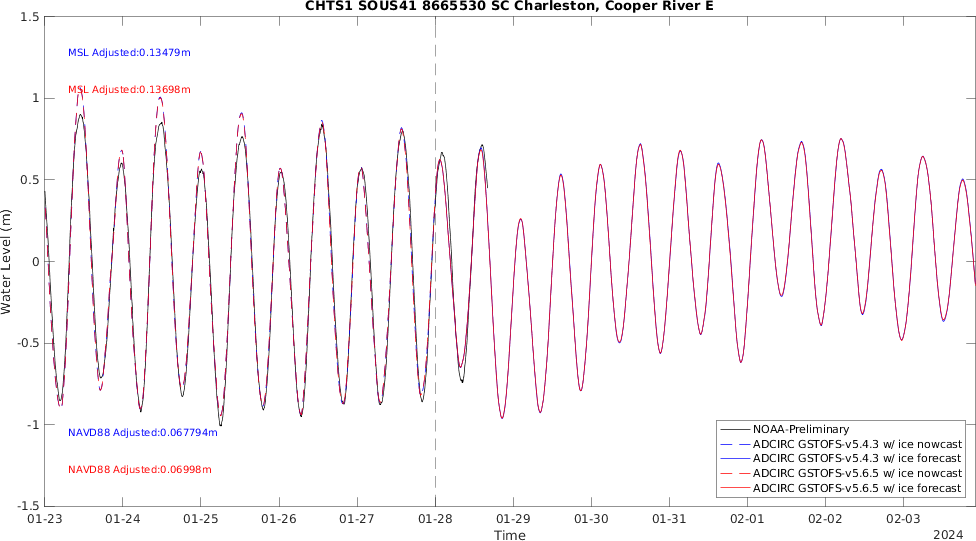 CHTS1 SOUS41 8665530 SC Charleston, Cooper River E
1.5
1
0.5
0
-0.5
-1
-1.5
Water Level (m)
MSL Adjusted:0.13479m
MSL Adjusted:0.13698m
NAVD88 Adjusted:0.067794m
NAVD88 Adjusted:0.06998m
NOAA-Preliminary
ADCIRC GSTOFS-v5.4.3 w/ ice nowcast
ADCIRC GSTOFS-v5.4.3 w/ ice forecast
ADCIRC GSTOFS-v5.6.5 w/ ice nowcast
ADCIRC GSTOFS-v5.6.5 w/ ice forecast
01-23 01-24 01-25 01-26 01-27 01-28 01-29 01-30 01-31 02-01 02-02 02-03
Time
2024